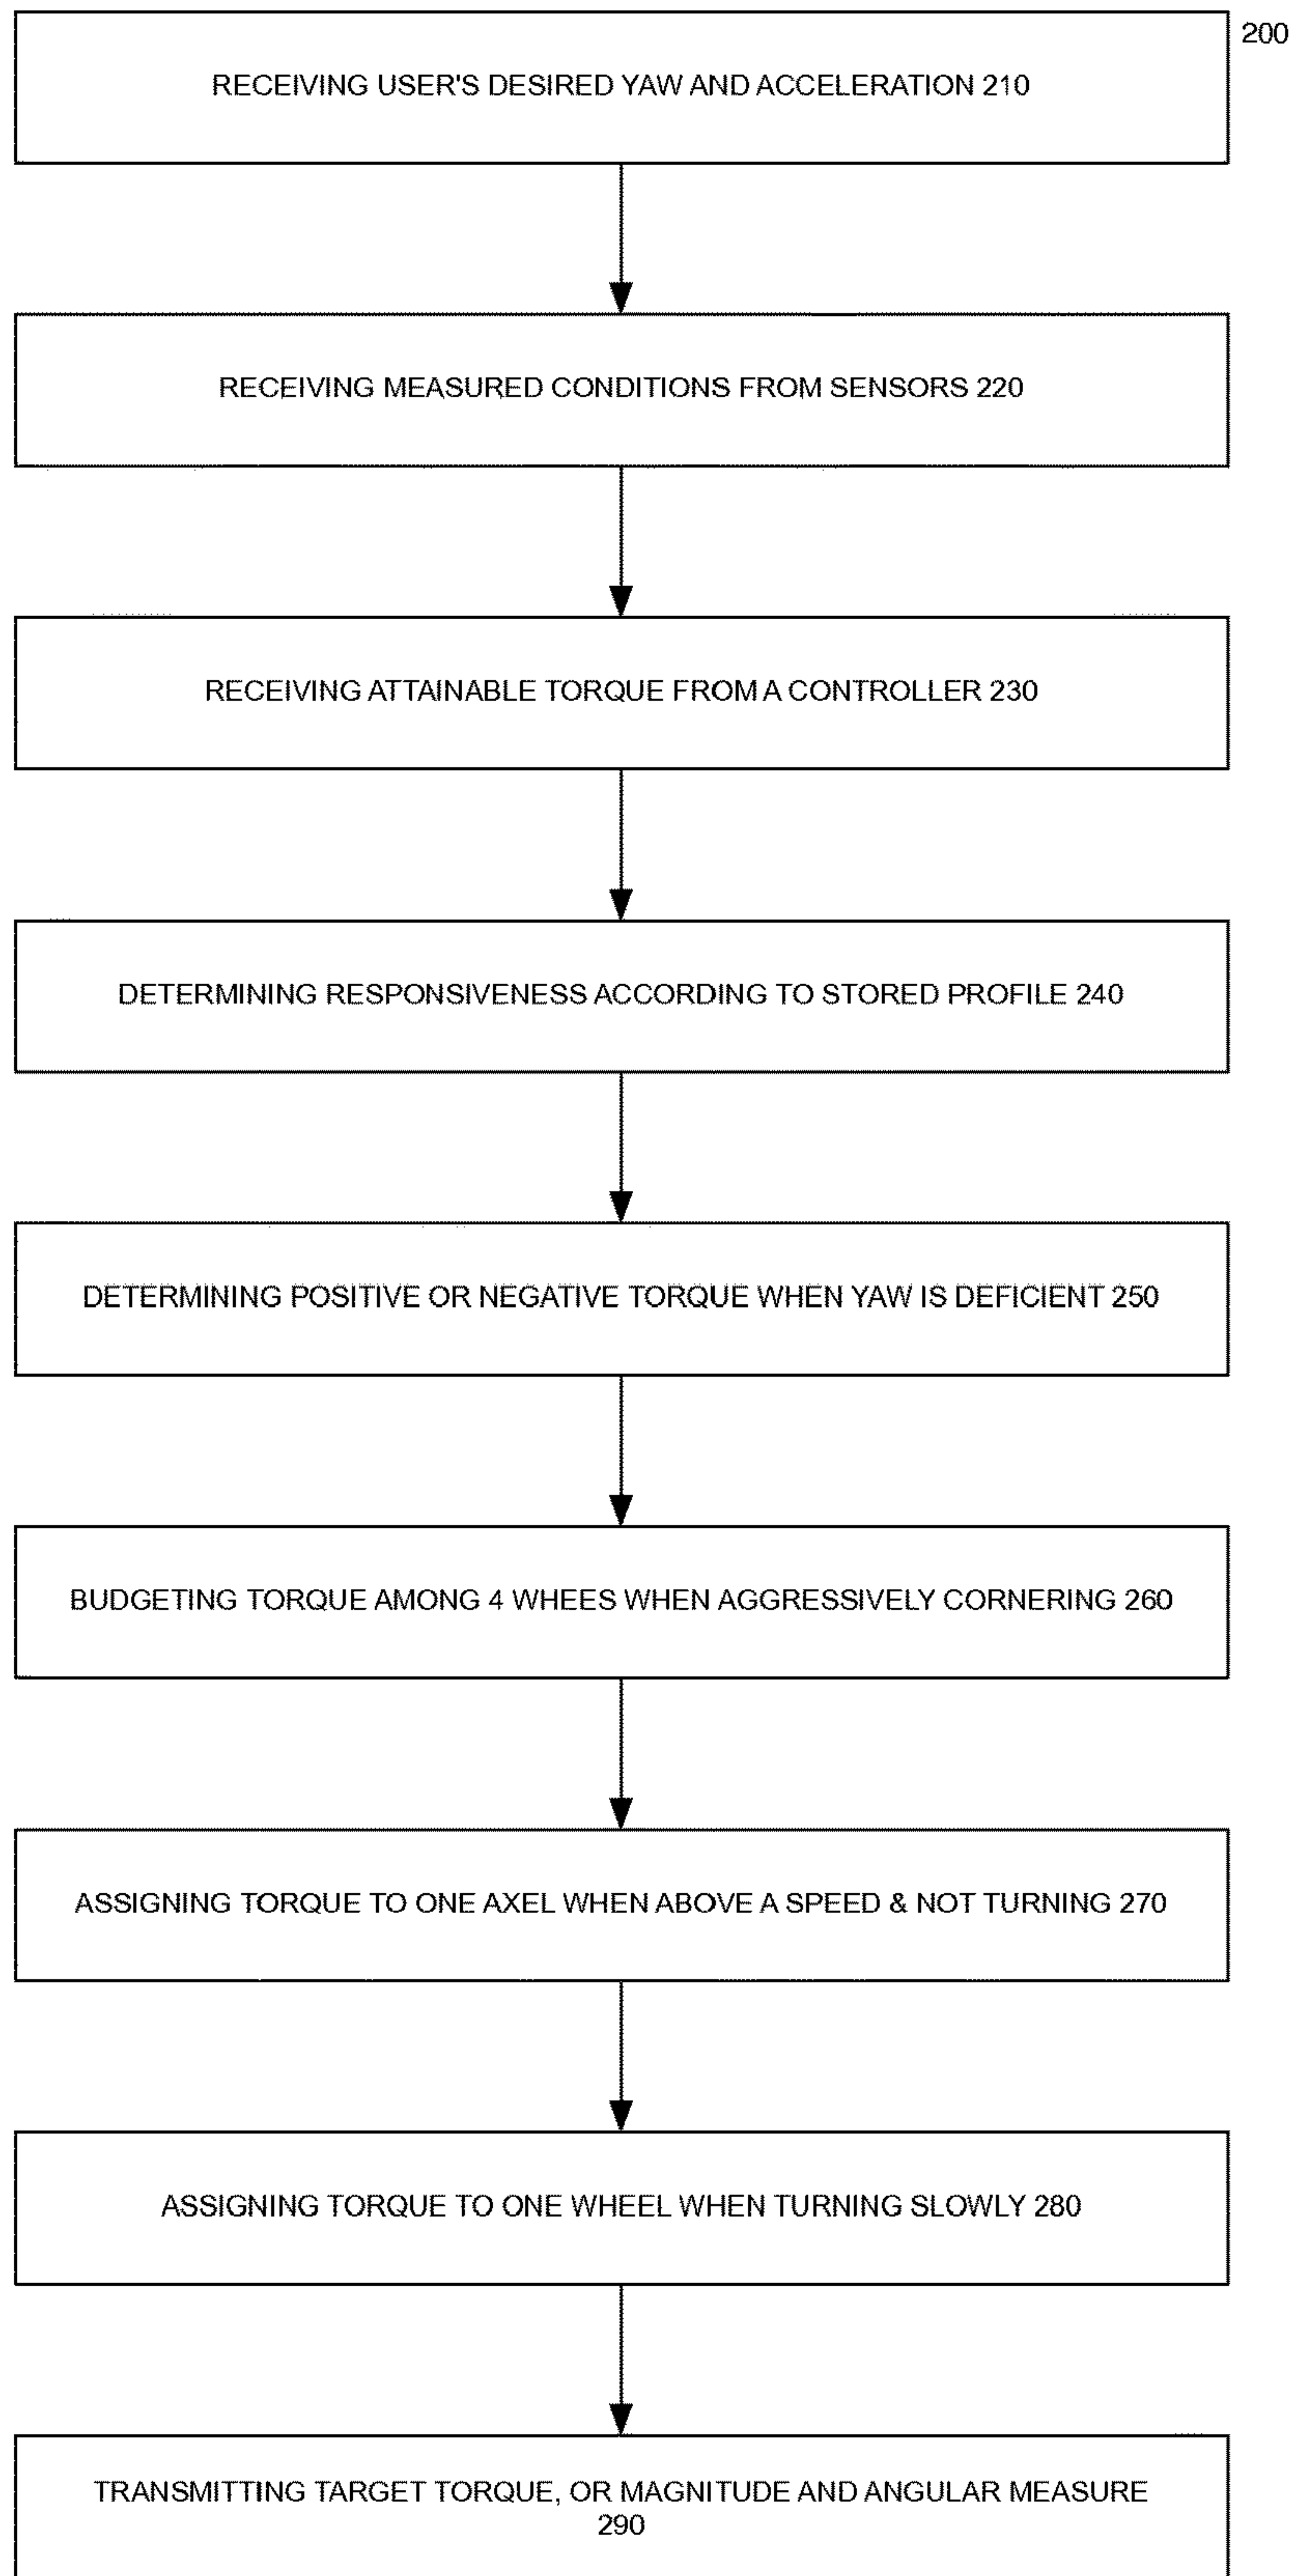 200
RECEIVING USER'S DESIRED YAW AND ACCELERATION 210
RECEIVING MEASURED CONDITIONS FROM SENSORS 220
RECEIVING ATTAINABLE TORQUE FROM A CONTROLLER 230
DETERMINING RESPONSIVENESS ACCORDING TO STORED PROFILE 240
DETERMINING POSITIVE OR NEGATIVE TORQUE WHEN YAW IS DEFICIENT 250
BUDGETING TORQUE AMONG 4 WHEES WHEN AGGRESSIVELY CORNERING 260
ASSIGNING TORQUE TO ONE AXEL WHEN ABOVE A SPEED & NOT TURNING 270
ASSIGNING TORQUE TO ONE WHEEL WHEN TURNING SLOWLY 280
TRANSMITTING TARGET TORQUE, OR MAGNITUDE AND ANGULAR MEASURE
290